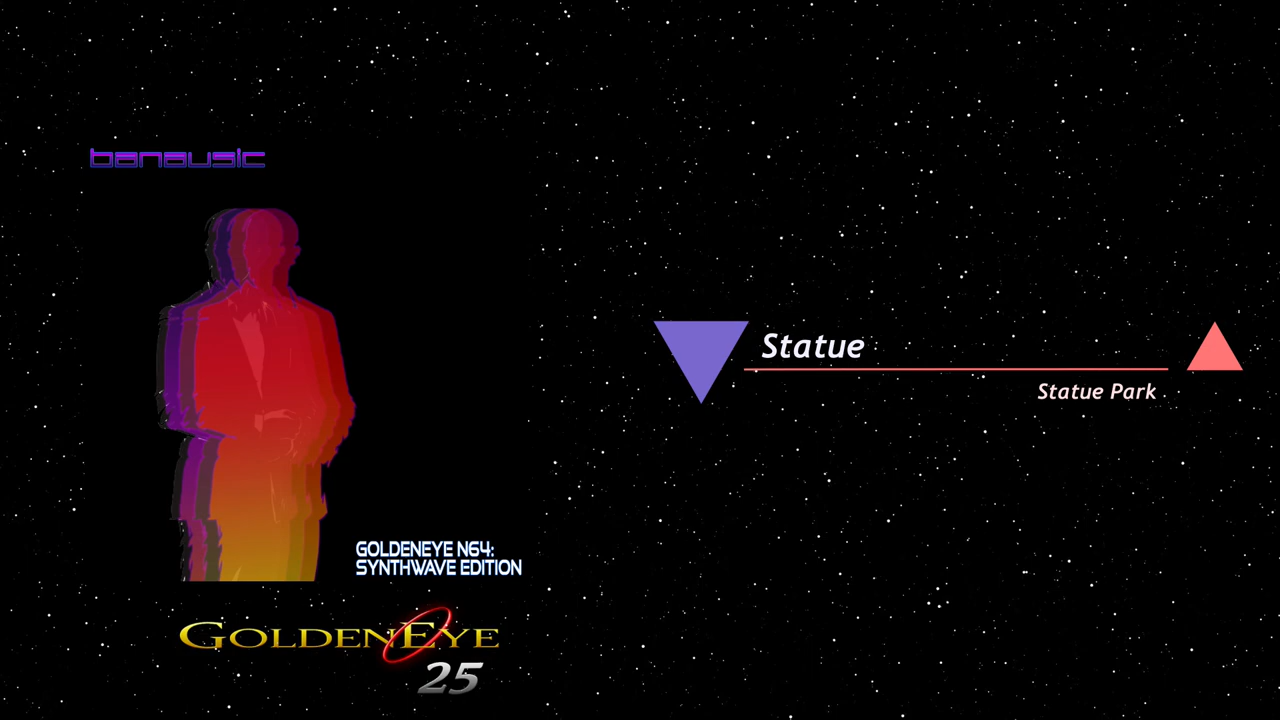 banausic
GOLDENEYE N64:
SYNTHWAVE EDITION
GOLDENEYE
25
Statue
Statue Park